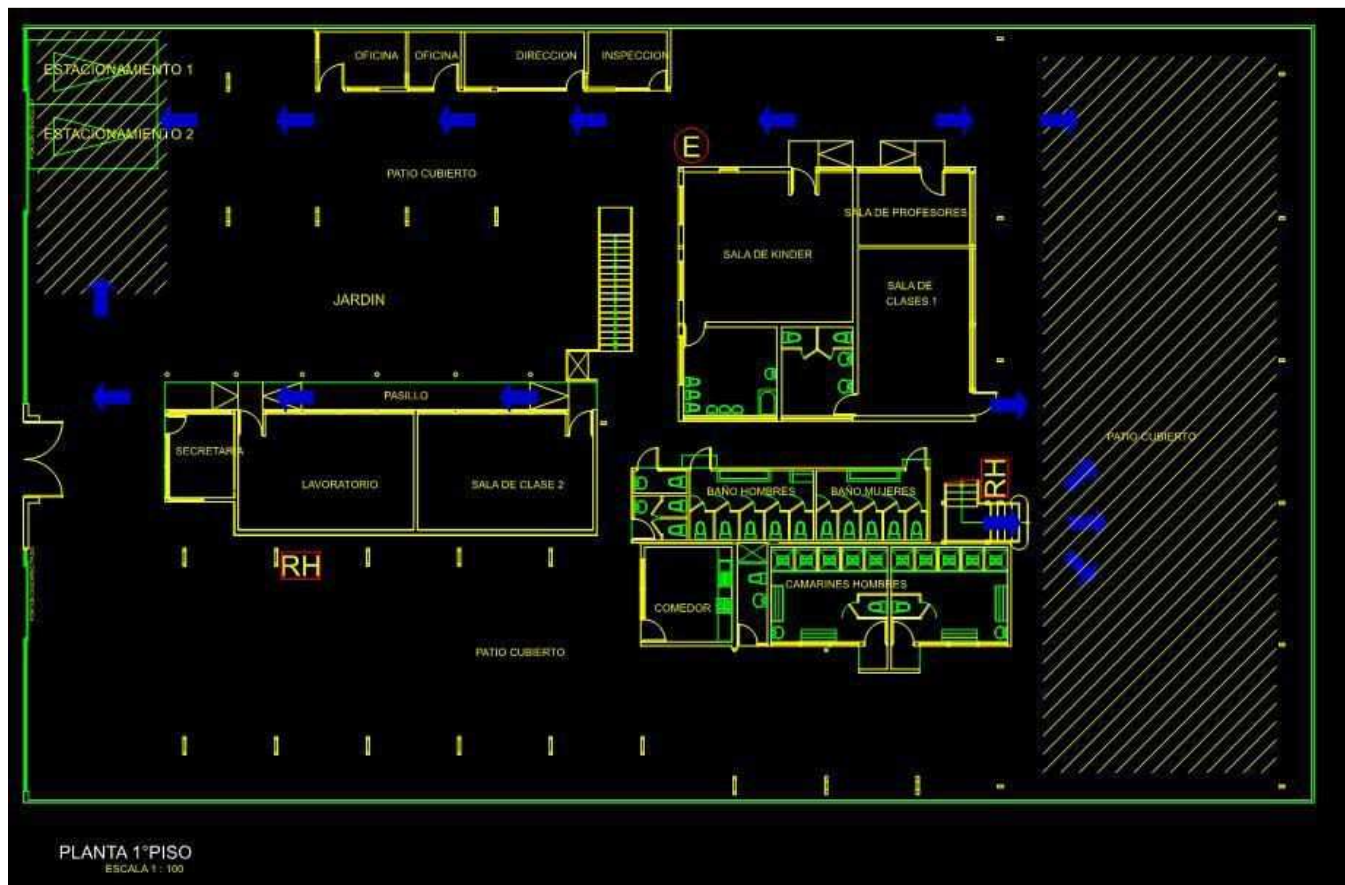 OFICINA
OFICINA
DIRECCION
INSPECCION
ESTACIONAMIENTO 1
ESTACIONAMIENTO 2
E
PATIO CUBIERTO
SALA DE PROFESORES
SALA DE KINDER
SALA DE
CLASES 1
JARDIN
PASILLO
PATIO CUBIERTO
SECRETARIA
LAVORATORIO
SALA DE CLASE 2
BAÑO HOMBRES
BAÑO MUJERES
RH
RH
CAMARINES HOMBRES
COMEDOR
PATIO CUBIERTO
PLANTA 1°PISO
ESCALA 1 : 100